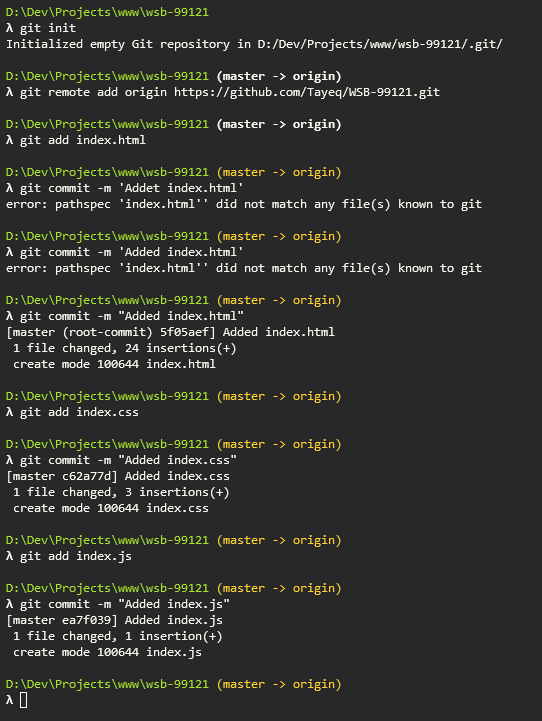 D:\Dev\Projects\www\wsb-99121
λ git init
Initialized empty Git repository in D:/Dev/Projects/www/wsb-99121/.git/
D:\Dev\Projects\www\wsb-99121 (master -> origin)
λ git remote add origin https://github.com/Tayeq/WSB-99121.git
D:\Dev\Projects\www\wsb-99121 (master -> origin)
λ git add index.html
D:\Dev\Projects\www\wsb-99121 (master -> origin)
λ git commit -m 'Addet index.html'
error: pathspec 'index.html'' did not match any file(s) known to git
D:\Dev\Projects\www\wsb-99121 (master -> origin)
λ git commit -m 'Added index.html'
error: pathspec 'index.html'' did not match any file(s) known to git
D:\Dev\Projects\www\wsb-99121 (master -> origin)
λ git commit -m "Added index.html"
[master (root-commit) 5f05aef] Added index.html
 1 file changed, 24 insertions(+)
 create mode 100644 index.html
D:\Dev\Projects\www\wsb-99121 (master -> origin)
λ git add index.css
D:\Dev\Projects\www\wsb-99121 (master -> origin)
λ git commit -m "Added index.css"
[master c62a77d] Added index.css
 1 file changed, 3 insertions(+)
 create mode 100644 index.css
D:\Dev\Projects\www\wsb-99121 (master -> origin)
λ git add index.js
D:\Dev\Projects\www\wsb-99121 (master -> origin)
λ git commit -m "Added index.js"
[master ea7f039] Added index.js
 1 file changed, 1 insertion(+)
 create mode 100644 index.js
D:\Dev\Projects\www\wsb-99121 (master -> origin)
λ